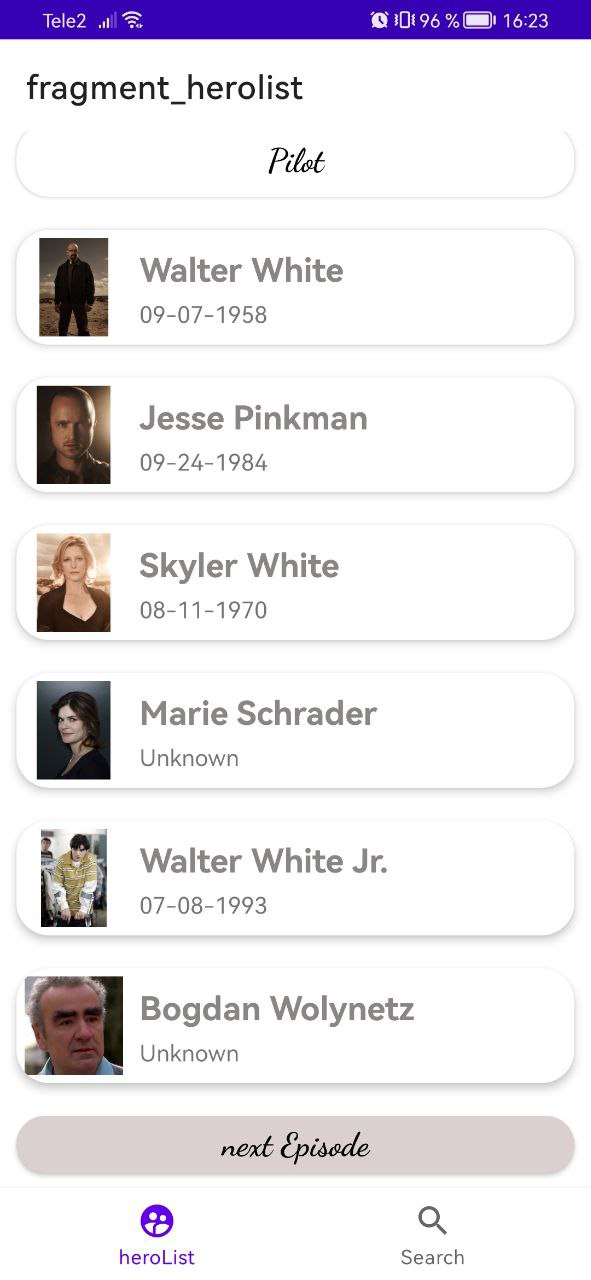 Tele2 96 % 16:23
fragment_herolist
Pilot
Walter White
09-07-1958
Jesse Pinkman
09-24-1984
Skyler White
08-11-1970
Marie Schrader
Unknown
Walter White Jr.
07-08-1993
Bogdan Wolynetz
Unknown
next Episode
heroList Search